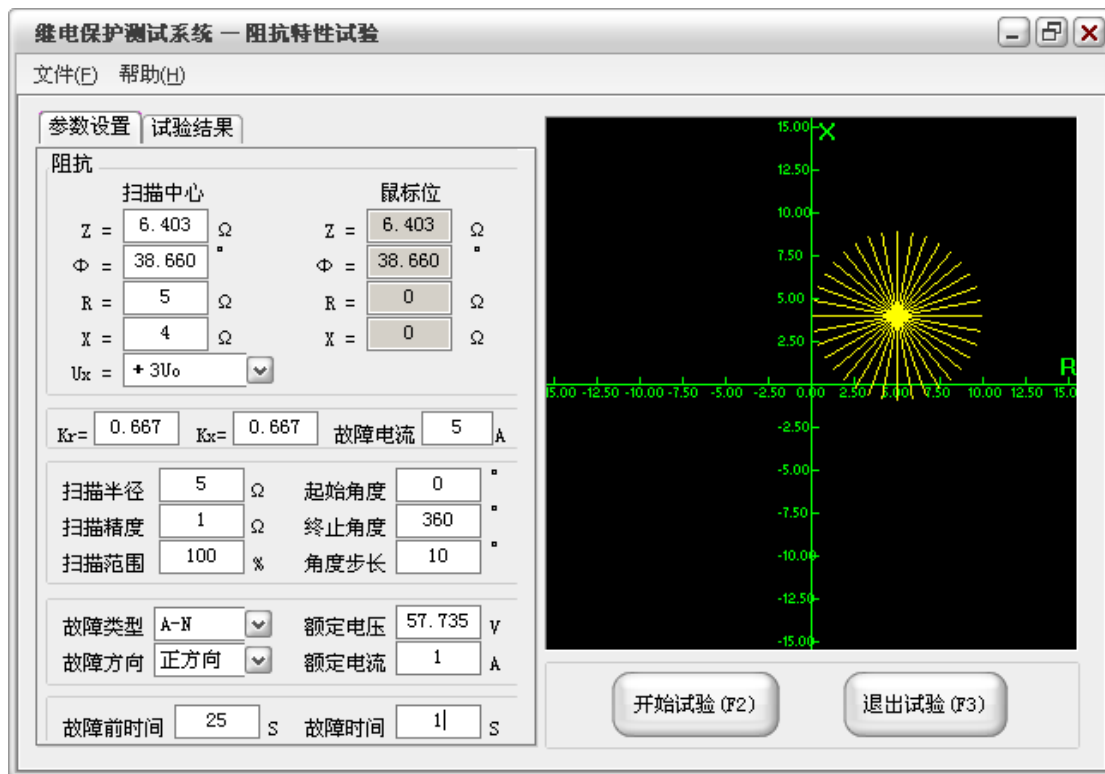 继电保护测试系统 — 阻抗特性试验
文件(F) 帮助(H)
参数设置 试验结果
阻抗
扫描中心 鼠标位
Z = 6.403 Ω Z = 6.403 Ω
Φ = 38.660 ° Φ = 38.660 °
R = 5 Ω R = 0 Ω
X = 4 Ω X = 0 Ω
Ux = +3U₀
Kr= 0.667 Kx= 0.667 故障电流 5 A
扫描半径 5 Ω 起始角度 0 °
扫描精度 1 Ω 终止角度 360 °
扫描范围 100 % 角度步长 10 °
故障类型 A-N 额定电压 57.735 V
故障方向 正方向 额定电流 1 A
故障前时间 25 S 故障时间 1 S
15.00 X
12.50
10.00
7.50
5.00
2.50
R
15.00 -12.50 -10.00 -7.50 -5.00 -2.50 0.00 2.50 5.00 7.50 10.00 12.50 15.0
-2.50
-5.00
-7.50
-10.00
-12.50
-15.00
开始试验(F2) 退出试验(F3)